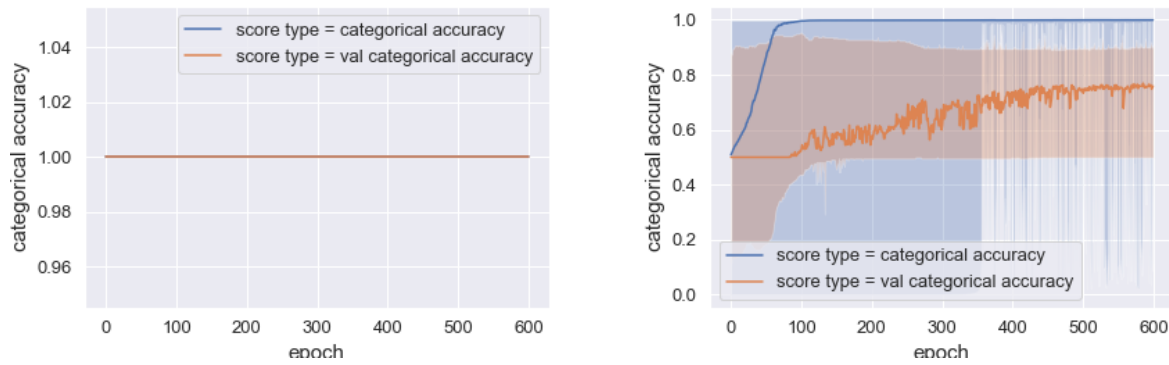 1.04
1.02
1.00
0.98
0.96
categorical accuracy
score type = categorical accuracy
score type = val categorical accuracy
0 100 200 300 400 500 600
epoch
1.0
0.8
0.6
0.4
0.2
0.0
categorical accuracy
score type = categorical accuracy
score type = val categorical accuracy
0 100 200 300 400 500 600
epoch